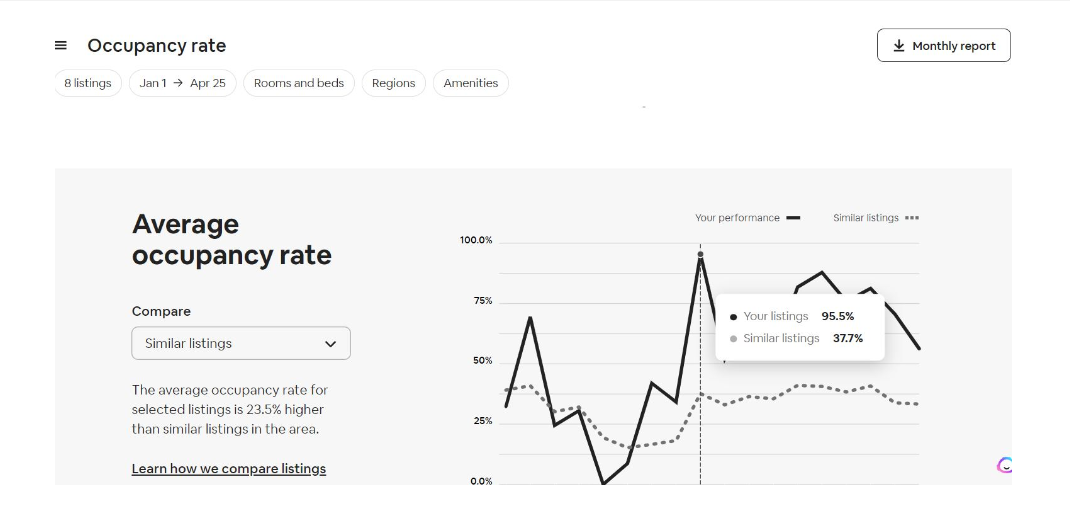 Occupancy rate
Monthly report
8 listings
Jan 1 → Apr 25
Rooms and beds
Regions
Amenities
Average
occupancy rate
Compare
Similar listings
The average occupancy rate for
selected listings is 23.5% higher
than similar listings in the area.
Learn how we compare listings
Your performance
Similar listings
100.0%
75%
50%
25%
0.0%
Your listings 95.5%
Similar listings 37.7%